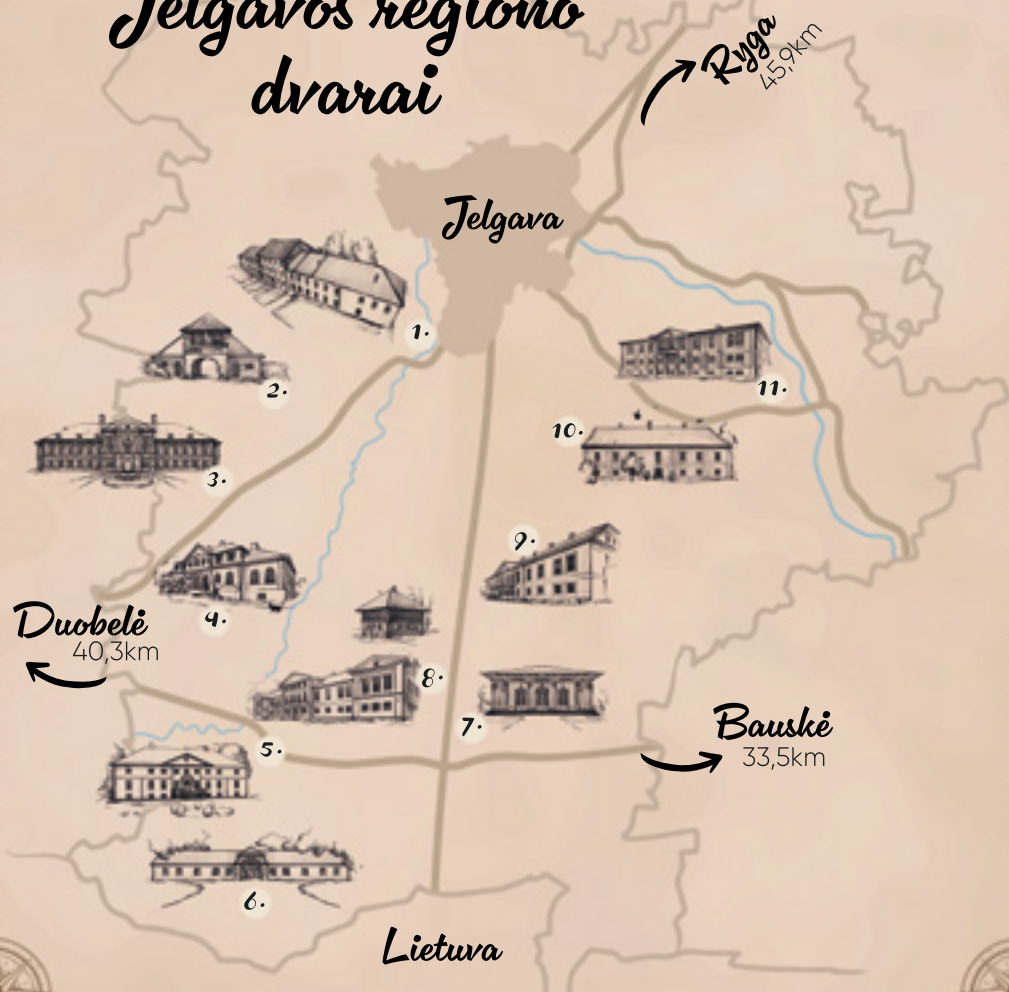 Jelgavos regiono
dvarai
Ryga
45,9km
Jelgava
1.
2.
3.
4.
Duobelė
40,3km
5.
6.
7.
8.
9.
10.
11.
Bauskė
33,5km
Lietuva